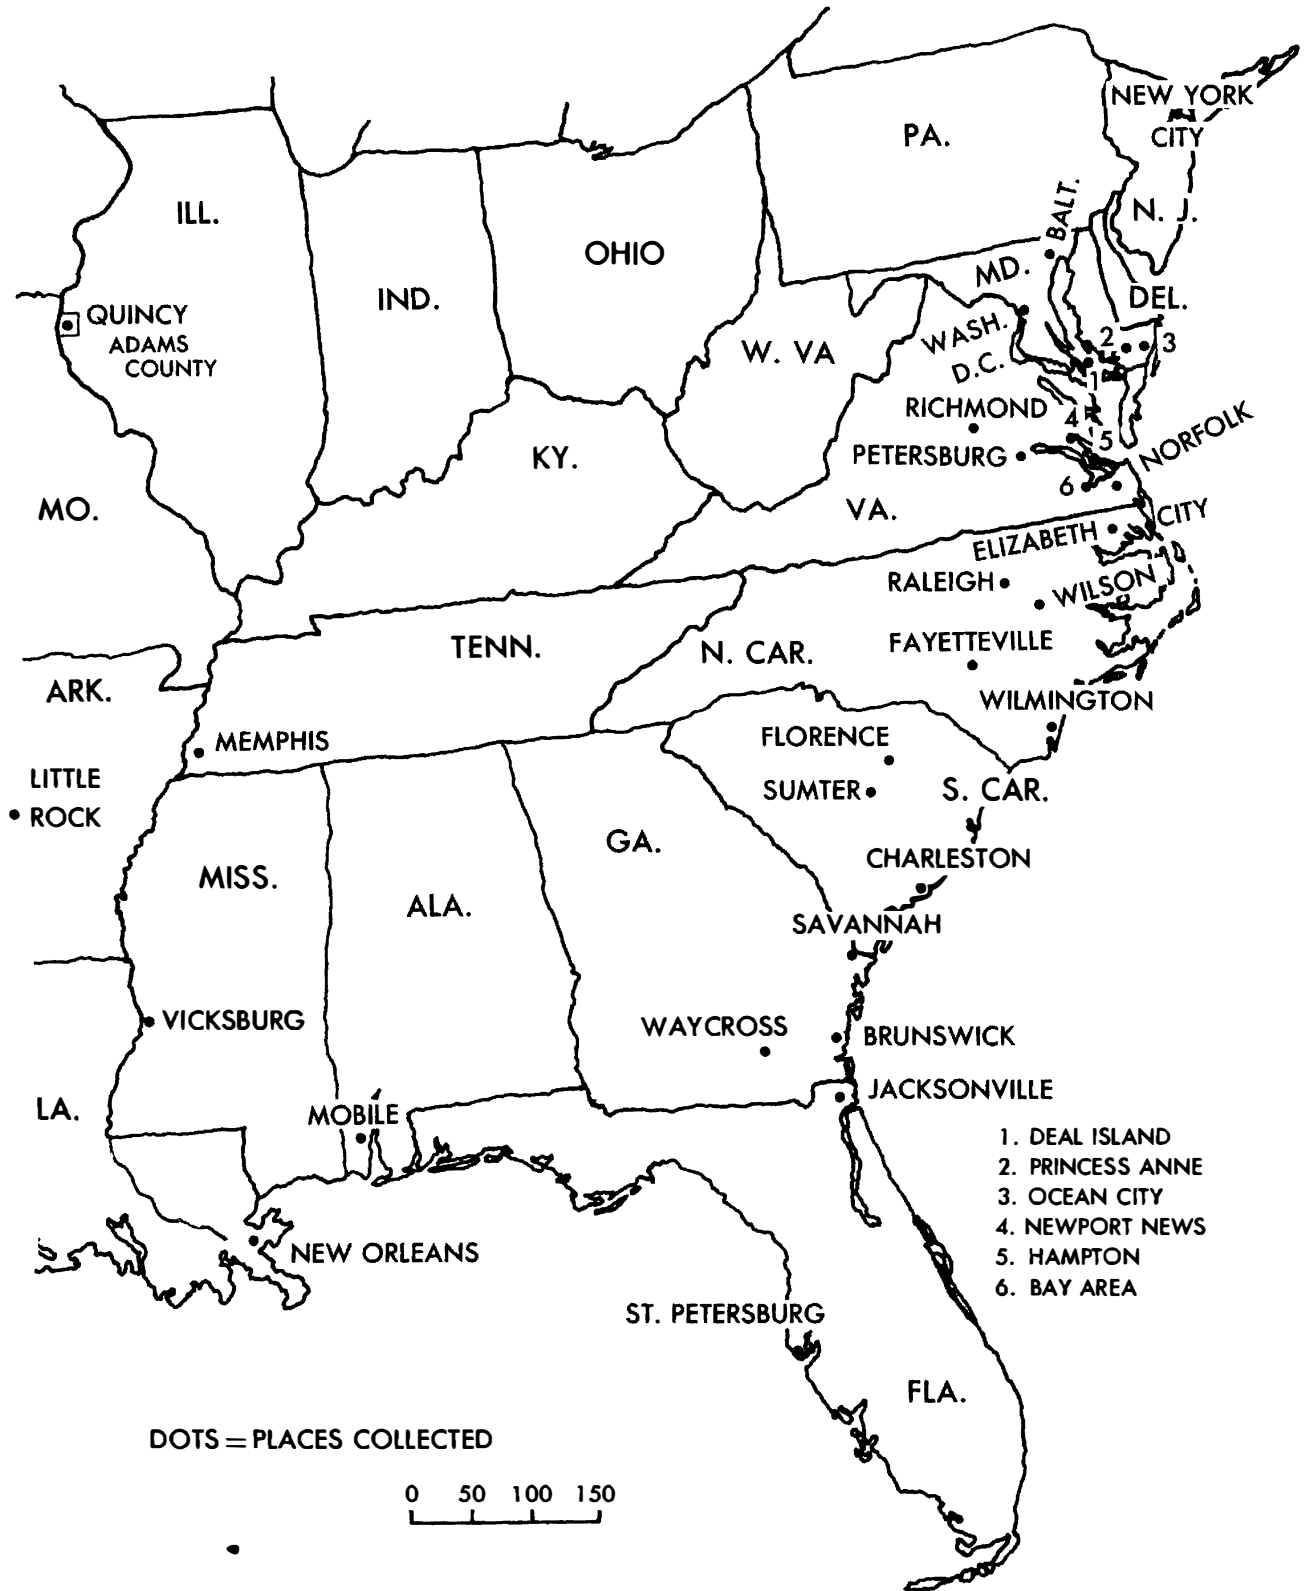 NEW YORK
CITY
PA.
BALT.
ILL.
N. J.
OHIO
MD.
DEL.
IND.
QUINCY
ADAMS
COUNTY
WASH.
D.C.
W. VA
2
3
1
RICHMOND
4
5
NORFOLK
PETERSBURG
KY.
6
MO.
VA.
CITY
ELIZABETH
RALEIGH
WILSON
TENN.
N. CAR.
FAYETTEVILLE
ARK.
WILMINGTON
MEMPHIS
FLORENCE
LITTLE
ROCK
SUMTER
S. CAR.
GA.
CHARLESTON
MISS.
ALA.
SAVANNAH
VICKSBURG
WAYCROSS
BRUNSWICK
JACKSONVILLE
LA.
MOBILE
1. DEAL ISLAND
2. PRINCESS ANNE
3. OCEAN CITY
4. NEWPORT NEWS
5. HAMPTON
6. BAY AREA
NEW ORLEANS
ST. PETERSBURG
FLA.
DOTS = PLACES COLLECTED
0 50 100 150